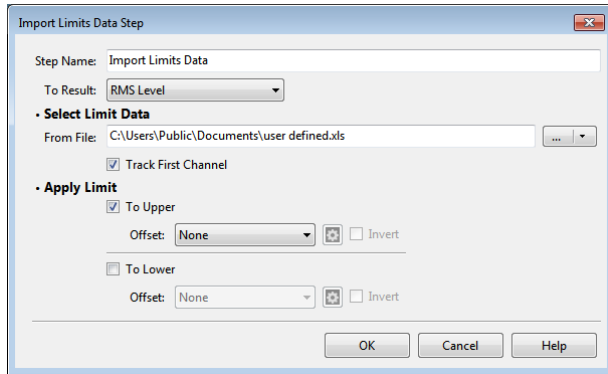 Import Limits Data Step
Step Name: Import Limits Data
To Result: RMS Level
• Select Limit Data
From File: C:\Users\Public\Documents\user defined.xls ...
Track First Channel
• Apply Limit
To Upper
Offset: None Invert
To Lower
Offset: None Invert
OK Cancel Help